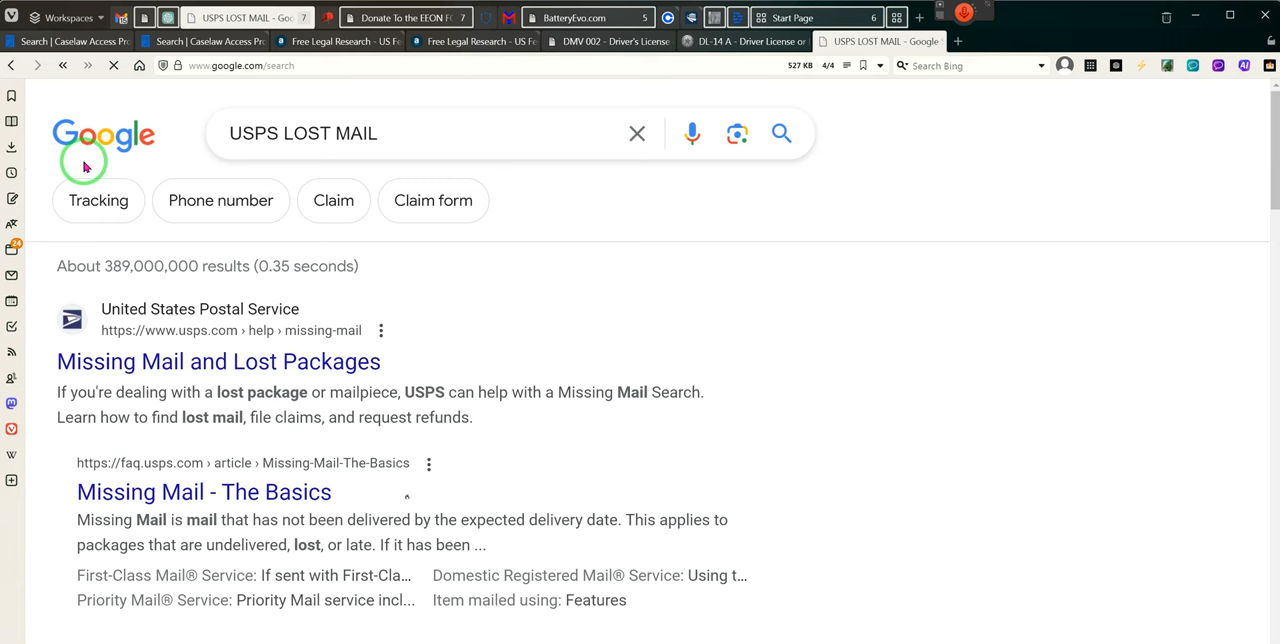 Workspaces
USPS LOST MAIL - Goo
7
Donate To the EEON F
7
BatteryEvo.com
5
Start Page
6
Search | Caselaw Access Pr
Search | Caselaw Access Pr
Free Legal Research - US Fe
Free Legal Research - US Fe
DMV 002 - Driver's License
DL-14 A - Driver License or
USPS LOST MAIL - Google
www.google.com/search
527 KB
4/4
Search Bing
24
Google
USPS LOST MAIL
Tracking
Phone number
Claim
Claim form
About 389,000,000 results (0.35 seconds)
United States Postal Service
https://www.usps.com › help › missing-mail
Missing Mail and Lost Packages
If you're dealing with a lost package or mailpiece, USPS can help with a Missing Mail Search.
Learn how to find lost mail, file claims, and request refunds.
https://faq.usps.com › article › Missing-Mail-The-Basics
Missing Mail - The Basics
Missing Mail is mail that has not been delivered by the expected delivery date. This applies to
packages that are undelivered, lost, or late. If it has been ...
First-Class Mail® Service: If sent with First-Cla...
Domestic Registered Mail® Service: Using t...
Priority Mail® Service: Priority Mail service incl...
Item mailed using: Features